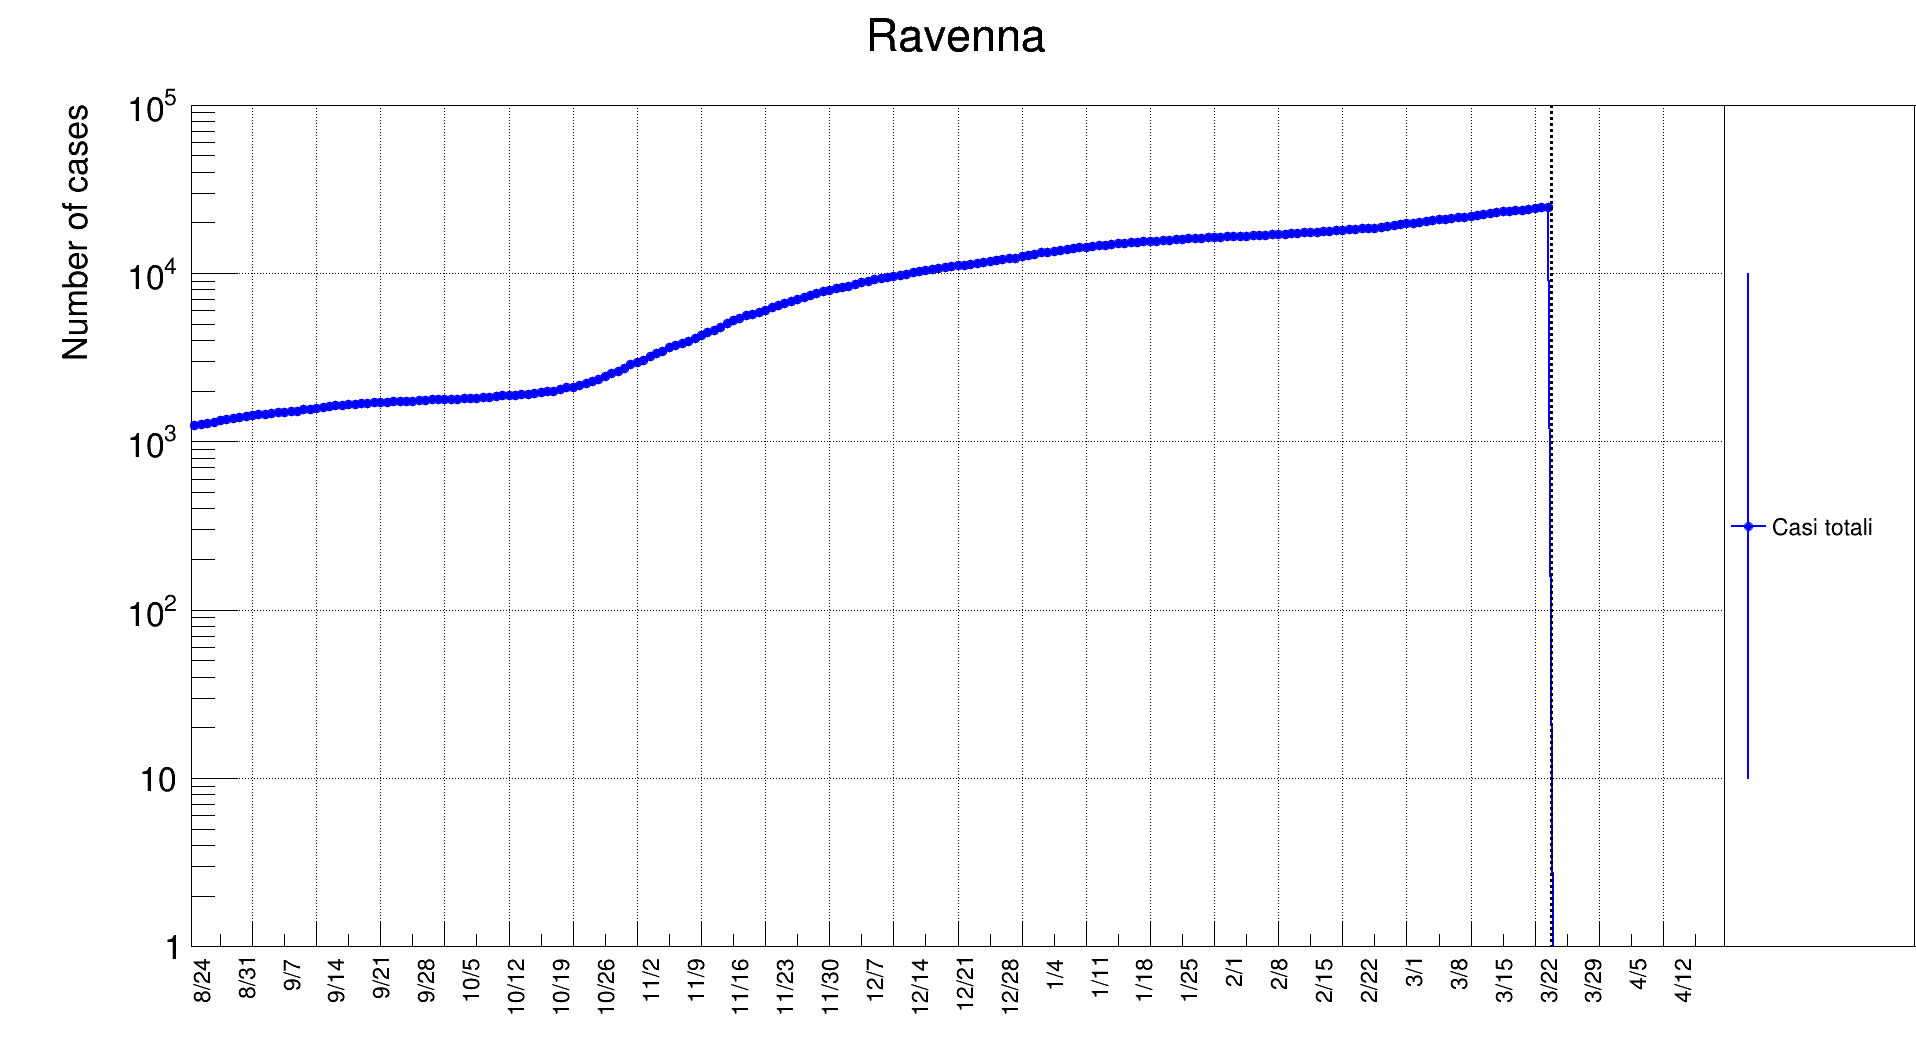 Ravenna
Number of cases
10^5
10^4
10^3
10^2
10
1
8/24 8/31 9/7 9/14 9/21 9/28 10/5 10/12 10/19 10/26 11/2 11/9 11/16 11/23 11/30 12/7 12/14 12/21 12/28 1/4 1/11 1/18 1/25 2/1 2/8 2/15 2/22 3/1 3/8 3/15 3/22 3/29 4/5 4/12
Casi totali